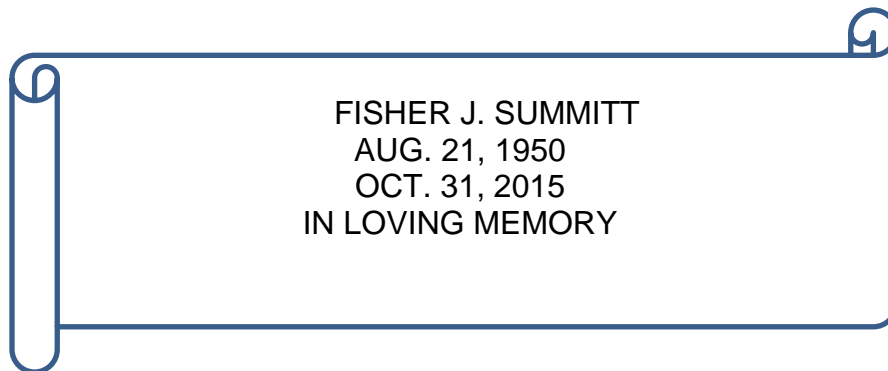 FISHER J. SUMMITT
AUG. 21, 1950
OCT. 31, 2015
IN LOVING MEMORY